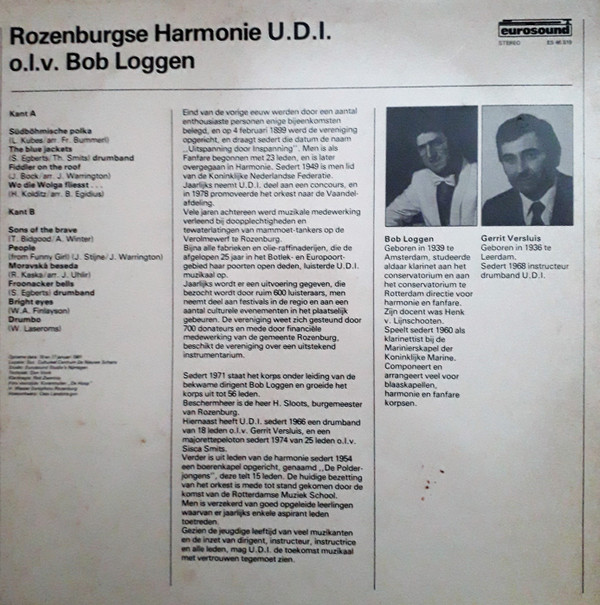 Rozenburgse Harmonie U.D.I.
o.l.v. Bob Loggen
eurosound
STEREO
Kant A
Südböhmische polka
(L. Kubes/arr. Fr. Bummerl)
The blue jackets
(S. Egberts/Th. Smits) drumband
Fiddler on the roof
(J. Bock/arr. J. Warrington)
Wo die Wolga fliesst . . .
(H. Kolditz/arr. B. Egidius)
Kant B
Sons of the brave
(T. Bidgood/A. Winter)
People
(from Funny Girl) (J. Stijne/J. Warrington)
Moravská beseda
(R. Kaska/arr. J. Uhlir)
Froonacker bells
(S. Egberts) drumband
Bright eyes
(W.A. Finlayson)
Drumbo
(W. Laseroms)
Eind van de vorige eeuw werden door een aantal
enthousiaste personen enige bijeenkomsten
belegd, en op 4 februari 1899 werd de vereniging
opgericht, en draagt sedert die datum de naam
„Uitspanning door Inspanning”. Men is als
Fanfare begonnen met 23 leden, en is later
overgegaan in Harmonie. Sedert 1949 is men lid
van de Koninklijke Nederlandse Federatie.
Jaarlijks neemt U.D.I. deel aan een concours, en
in 1978 promoveerde het orkest naar de Vaandel-
afdeling.
Vele jaren achtereen werd muzikale medewerking
verleend bij doopplechtigheden en
tewaterlatingen van mammoet-tankers op de
Verolmewerf te Rozenburg.
Bijna alle fabrieken en olie-raffinaderijen, die de
afgelopen 25 jaar in het Botlek- en Europoort-
gebied haar poorten open deden, luisterde U.D.I.
muzikaal op.
Jaarlijks wordt er een uitvoering gegeven, die
bezocht wordt door ruim 600 luisteraars, men
neemt deel aan festivals in de regio en aan een
aantal culturele evenementen in het plaatselijk
gebeuren. De vereniging weet zich gesteund door
700 donateurs en mede door financiële
medewerking van de gemeente Rozenburg,
beschikt de vereniging over een uitstekend
instrumentarium.
Sedert 1971 staat het korps onder leiding van de
bekwame dirigent Bob Loggen en groeide het
korps uit tot 56 leden.
Beschermheer is de heer H. Sloots, burgemeester
van Rozenburg.
Hiernaast heeft U.D.I. sedert 1966 een drumband
van 18 leden o.l.v. Gerrit Versluis, en een
majorettepeloton sedert 1974 van 25 leden o.l.v.
Sisca Smits.
Verder is uit leden van de harmonie sedert 1954
een boerenkapel opgericht, genaamd „De Polder-
jongens”, deze telt 15 leden. De huidige bezetting
van het orkest is mede tot stand gekomen door de
komst van de Rotterdamse Muziek School.
Men is verzekerd van goed opgeleide leerlingen
waarvan er jaarlijks enkele aspirant leden
toetreden.
Gezien de jeugdige leeftijd van veel muzikanten
en de inzet van dirigent, instructeur, instructrice
en alle leden, mag U.D.I. de toekomst muzikaal
met vertrouwen tegemoet zien.
Bob Loggen
Geboren in 1939 te
Amsterdam, studeerde
aldaar klarinet aan het
conservatorium en aan
het conservatorium te
Rotterdam directie voor
harmonie en fanfare.
Zijn docent was Henk
v. Lijnschooten.
Speelt sedert 1960 als
klarinettist bij de
Marinierskapel der
Koninklijke Marine.
Componeert en
arrangeert veel voor
blaaskapellen,
harmonie en fanfare
korpsen.
Gerrit Versluis
Geboren in 1936 te
Leerdam.
Sedert 1968 instructeur
drumband U.D.I.